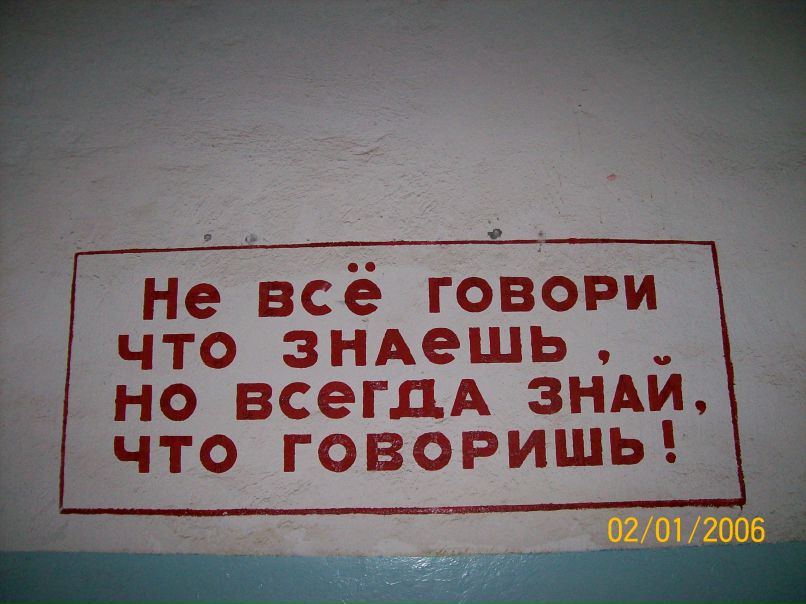 Не всё говори
что знаешь,
но всегда знай,
что говоришь!
02/01/2006